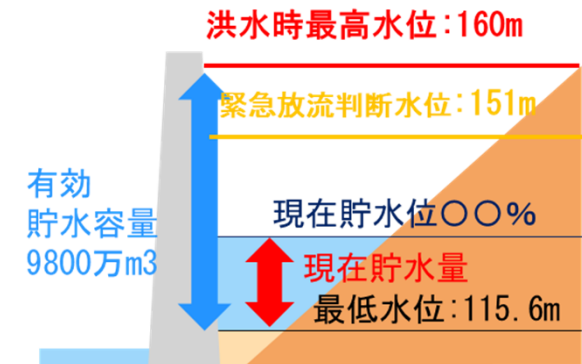 洪水時最高水位:160m
緊急放流判断水位:151m
有効
貯水容量
9800万m3
現在貯水位〇〇%
現在貯水量
最低水位:115.6m